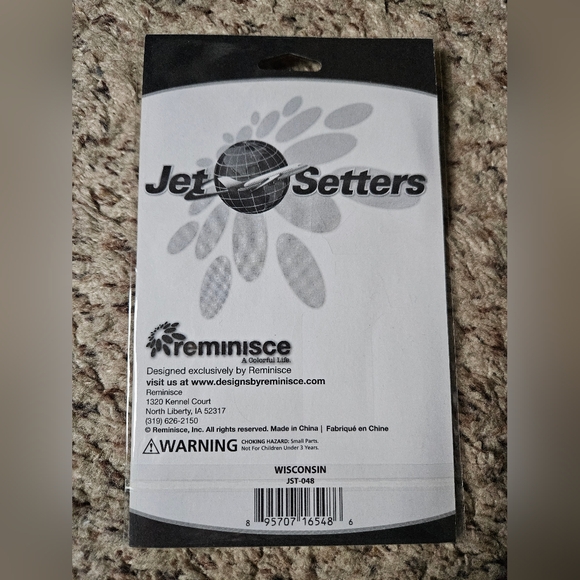 Jet Setters
reminisce
A Colorful Life.
Designed exclusively by Reminisce
visit us at www.designsbyreminisce.com
Reminisce
1320 Kennel Court
North Liberty, IA 52317
(319) 626-2150
© Reminisce, Inc. All rights reserved. Made in China | Fabriqué en Chine
WARNING CHOKING HAZARD: Small Parts.
Not For Children Under 3 Years.
WISCONSIN
JST-048
8 95707 16548 6